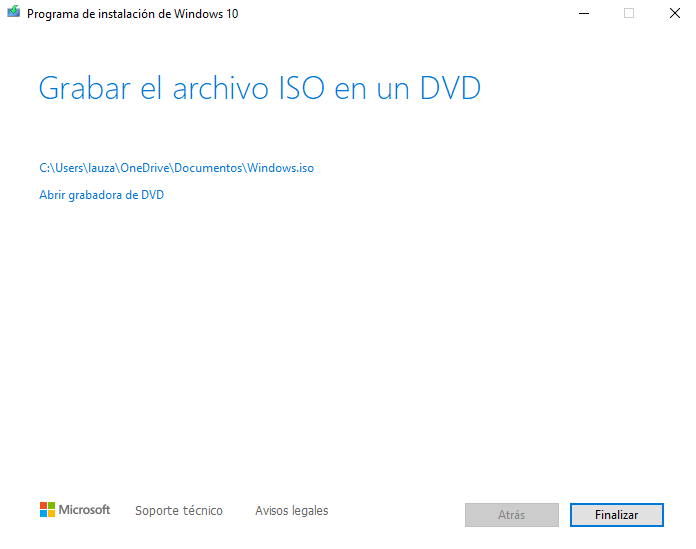 Programa de instalación de Windows 10
Grabar el archivo ISO en un DVD
C:\Users\lauza\OneDrive\Documentos\Windows.iso
Abrir grabadora de DVD
Microsoft Soporte técnico Avisos legales Atrás Finalizar